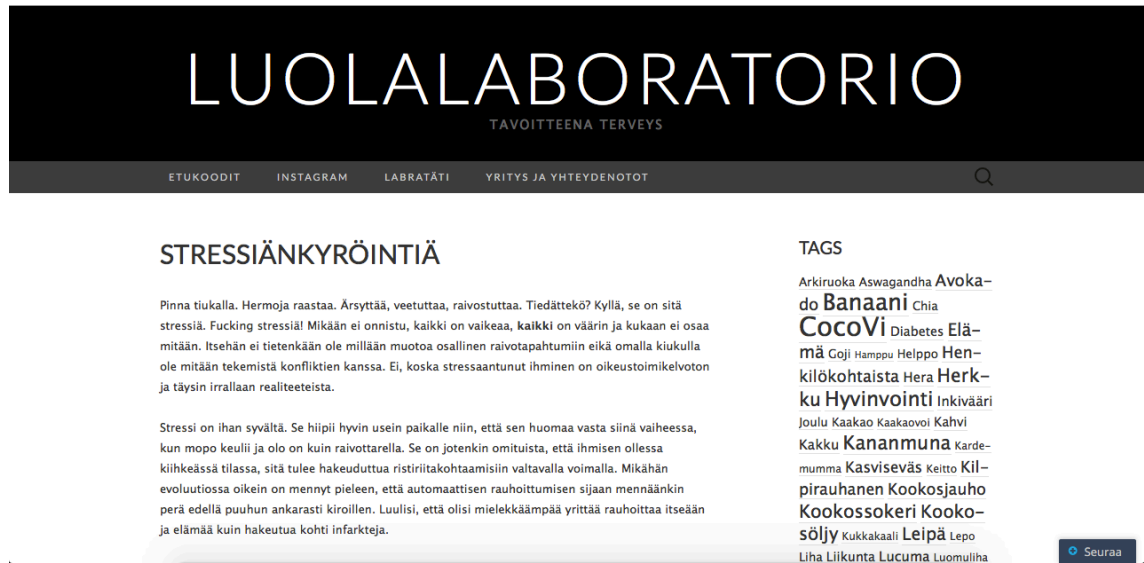 LUOLALABORATORIO
TAVOITTEENA TERVEYS
ETUKOODIT INSTAGRAM LABRATÄTI YRITYS JA YHTEYDENOTOT
STRESSIÄNKYRÖINTIÄ
Pinna tiukalla. Hermoja raastaa. Ärsyttää, veetuttaa, raivostuttaa. Tiedättekö? Kyllä, se on sitä
stressiä. Fucking stressiä! Mikään ei onnistu, kaikki on vaikeaa, kaikki on väärin ja kukaan ei osaa
mitään. Itsehän ei tietenkään ole millään muotoa osallinen raivotapahtumiin eikä omalla kiukulla
ole mitään tekemistä konfliktien kanssa. Ei, koska stressaantunut ihminen on oikeustoimikelvoton
ja täysin irrallaan realiteeteista.
Stressi on ihan syvältä. Se hiipii hyvin usein paikalle niin, että sen huomaa vasta siinä vaiheessa,
kun mopo keulii ja olo on kuin raivottarella. Se on jotenkin omituista, että ihmisen ollessa
kiihkeässä tilassa, sitä tulee hakeuduttua ristiriitakohtaamisiin valtavalla voimalla. Mikähän
evoluutiossa oikein on mennyt pieleen, että automaattisen rauhoittumisen sijaan mennäänkin
perä edellä puuhun ankarasti kiroillen. Luulisi, että olisi mielekkäämpää yrittää rauhoittaa itseään
ja elämää kuin hakeutua kohti infarkteja.
TAGS
Arkiruoka Aswagandha Avoka-
do Banaani Chia
CocoVi Diabetes Elä-
mä Goji Hamppu Helppo Hen-
kilökohtaista Hera Herk-
ku Hyvinvointi Inkivääri
Joulu Kaakao Kaakaovoi Kahvi
Kakku Kananmuna Karde-
mumma Kasviseväs Keitto Kil-
pirauhanen Kookosjauho
Kookossokeri Kooko-
söljy Kukkakaali Leipä Lepo
Liha Liikunta Lucuma Luomuliha
Seuraa